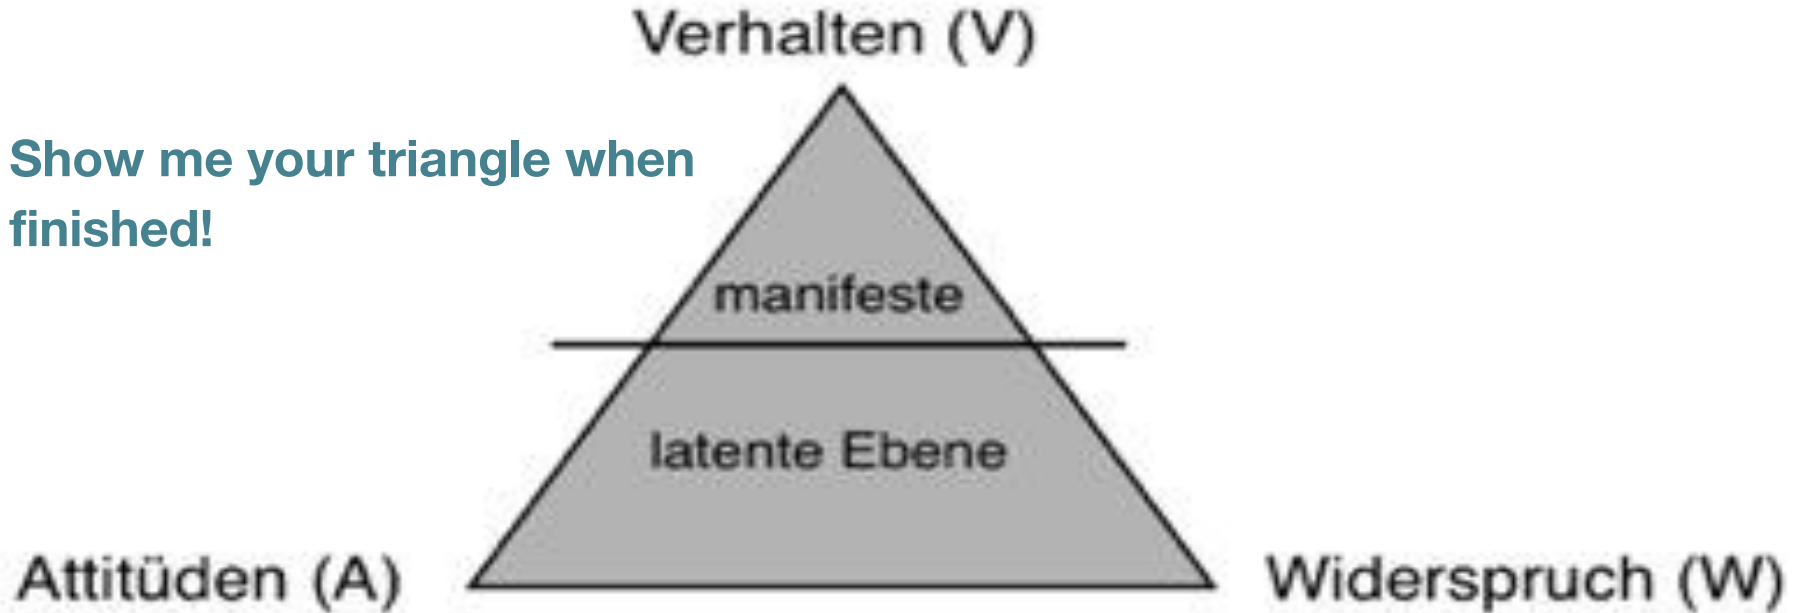 Verhalten (V)
Show me your triangle when
finished!
manifeste
latente Ebene
Attitüden (A)
Widerspruch (W)